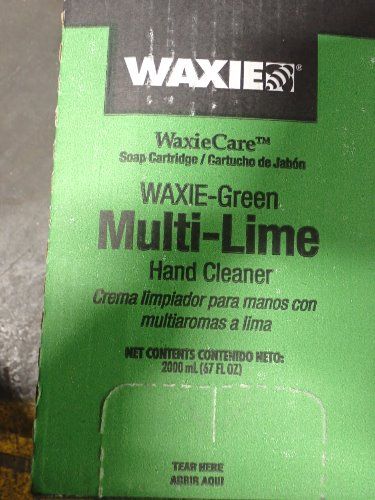 WAXIE®
WaxieCare™
Soap Cartridge / Cartucho de Jabón
WAXIE-Green
Multi-Lime
Hand Cleaner
Crema limpiador para manos con
multiaromas a lima
NET CONTENTS CONTENIDO NETO:
2000 mL (67 FL OZ)
TEAR HERE
ABRIR AQUI